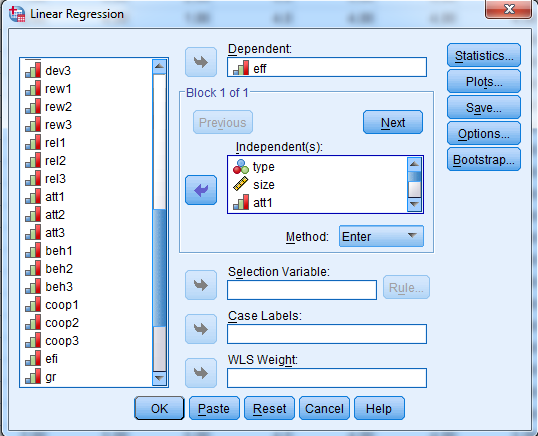 Linear Regression
dev3
rew1
rew2
rew3
rel1
rel2
rel3
att1
att2
att3
beh1
beh2
beh3
coop1
coop2
coop3
efi
gr
Dependent:
eff
Block 1 of 1
Previous
Next
Independent(s):
type
size
att1
Method:
Enter
Selection Variable:
Rule...
Case Labels:
WLS Weight:
Statistics...
Plots...
Save...
Options...
Bootstrap...
OK
Paste
Reset
Cancel
Help